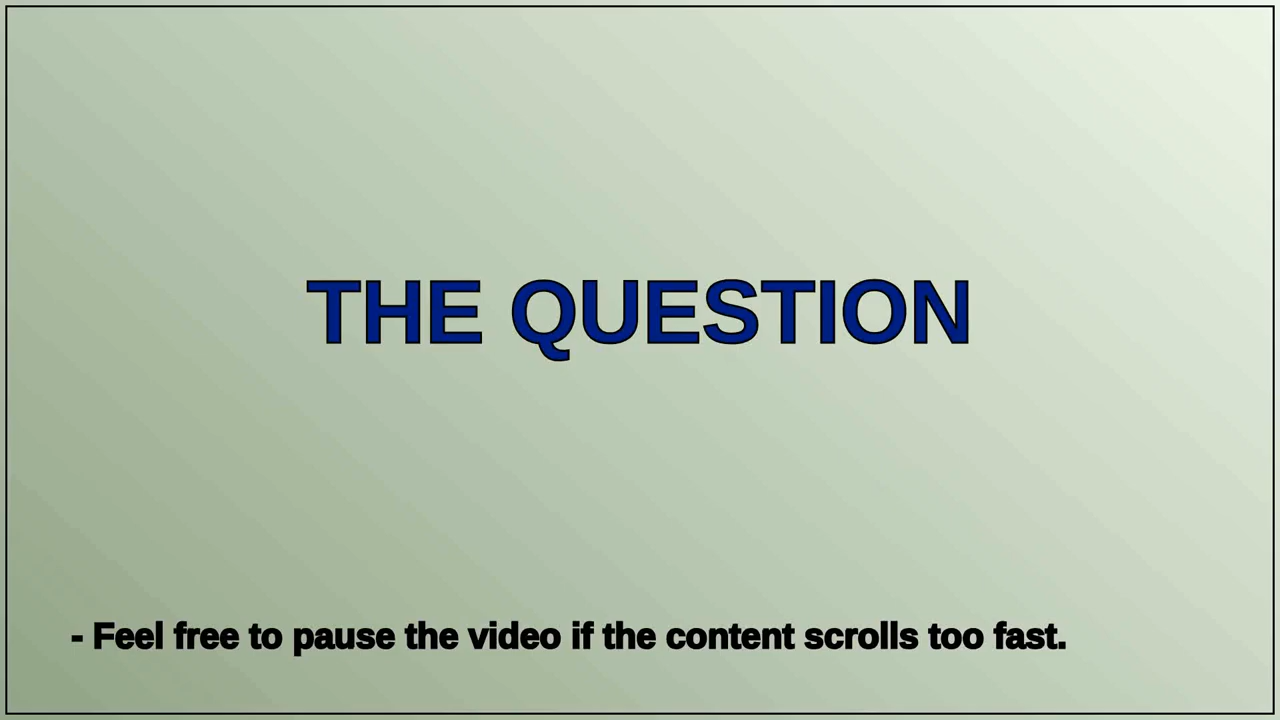 THE QUESTION
- Feel free to pause the video if the content scrolls too fast.